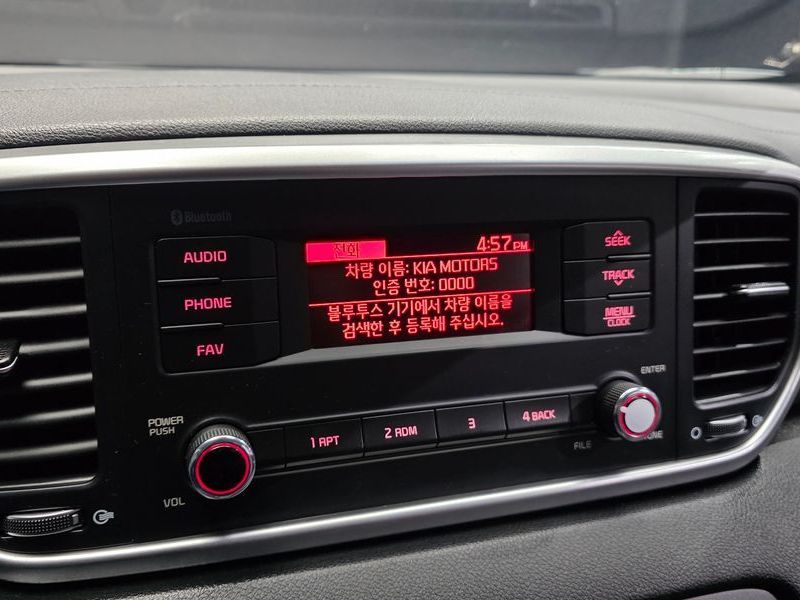 Bluetooth
AUDIO
PHONE
FAV
전화
4:57PM
차량 이름: KIA MOTORS
인증 번호: 0000
블루투스 기기에서 차량 이름을
검색한 후 등록해 주십시오.
SEEK
TRACK
MENU
CLOCK
POWER
PUSH
VOL
1 RPT
2 RDM
3
4 BACK
ENTER
FILE
TUNE